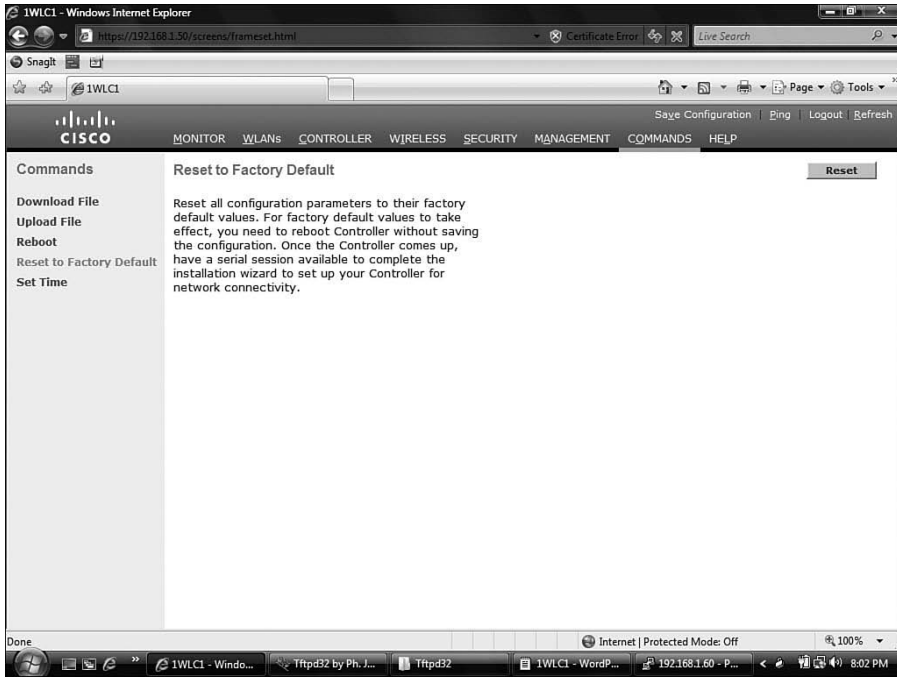 1WLC1 - Windows Internet Explorer
https://192.168.1.50/screens/frameset.html
Certificate Error
Live Search
SnagIt
1WLC1
Page
Tools
Save Configuration | Ping | Logout | Refresh
CISCO
MONITOR WLANs CONTROLLER WIRELESS SECURITY MANAGEMENT COMMANDS HELP
Commands
Download File
Upload File
Reboot
Reset to Factory Default
Set Time
Reset to Factory Default
Reset
Reset all configuration parameters to their factory
default values. For factory default values to take
effect, you need to reboot Controller without saving
the configuration. Once the Controller comes up,
have a serial session available to complete the
installation wizard to set up your Controller for
network connectivity.
Done
Internet | Protected Mode: Off
100%
1WLC1 - Windo...
Tftpd32 by Ph. J...
Tftpd32
1WLC1 - WordP...
192.168.1.60 - P...
8:02 PM